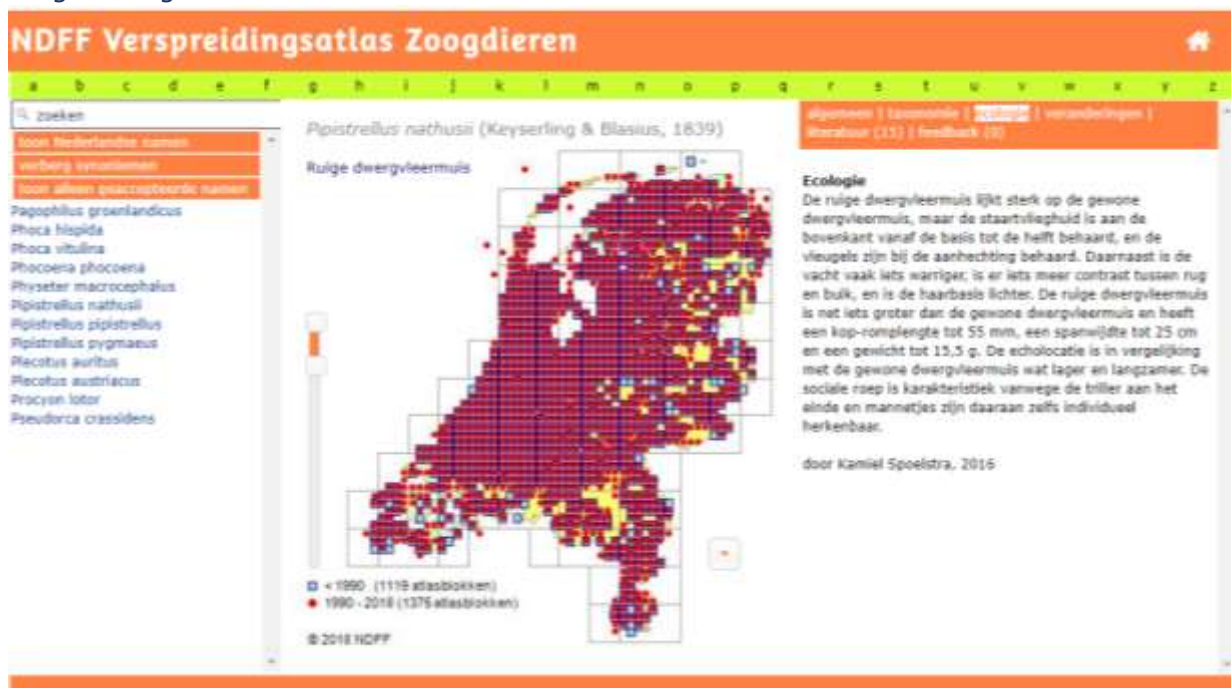 NDFF Verspreidingsatlas Zoogdieren
a b c d e f g h i j k l m n o p q r s t u v w x y z
zoeken
toon Nederlandse namen
verberg synoniemen
toon alleen geaccepteerde namen
Pagophilus groenlandicus
Phoca hispida
Phoca vitulina
Phocoena phocoena
Physeter macrocephalus
Pipistrellus nathusii
Pipistrellus pipistrellus
Pipistrellus pygmaeus
Plecotus auritus
Plecotus austriacus
Procyon lotor
Pseudorca crassidens
Pipistrellus nathusii (Keyserling & Blasius, 1839)
Ruige dwergvleermuis
< 1990 (1119 atlasblokken)
1990 - 2018 (1375 atlasblokken)
© 2018 NDFF
algemeen | taxonomie | ecologie | veranderingen |
literatuur (15) | feedback (0)
Ecologie
De ruige dwergvleermuis lijkt sterk op de gewone
dwergvleermuis, maar de staartvlieghuid is aan de
bovenkant vanaf de basis tot de helft behaard, en de
vleugels zijn bij de aanhechting behaard. Daarnaast is de
vacht vaak iets warriger, is er iets meer contrast tussen rug
en buik, en is de haarbasis lichter. De ruige dwergvleermuis
is net iets groter dan de gewone dwergvleermuis en heeft
een kop-romplengte tot 55 mm, een spanwijdte tot 25 cm
en een gewicht tot 15,5 g. De echolocatie is in vergelijking
met de gewone dwergvleermuis wat lager en langzamer. De
sociale roep is karakteristiek vanwege de triller aan het
einde en mannetjes zijn daaraan zelfs individueel
herkenbaar.
door Kamiel Spoelstra, 2016